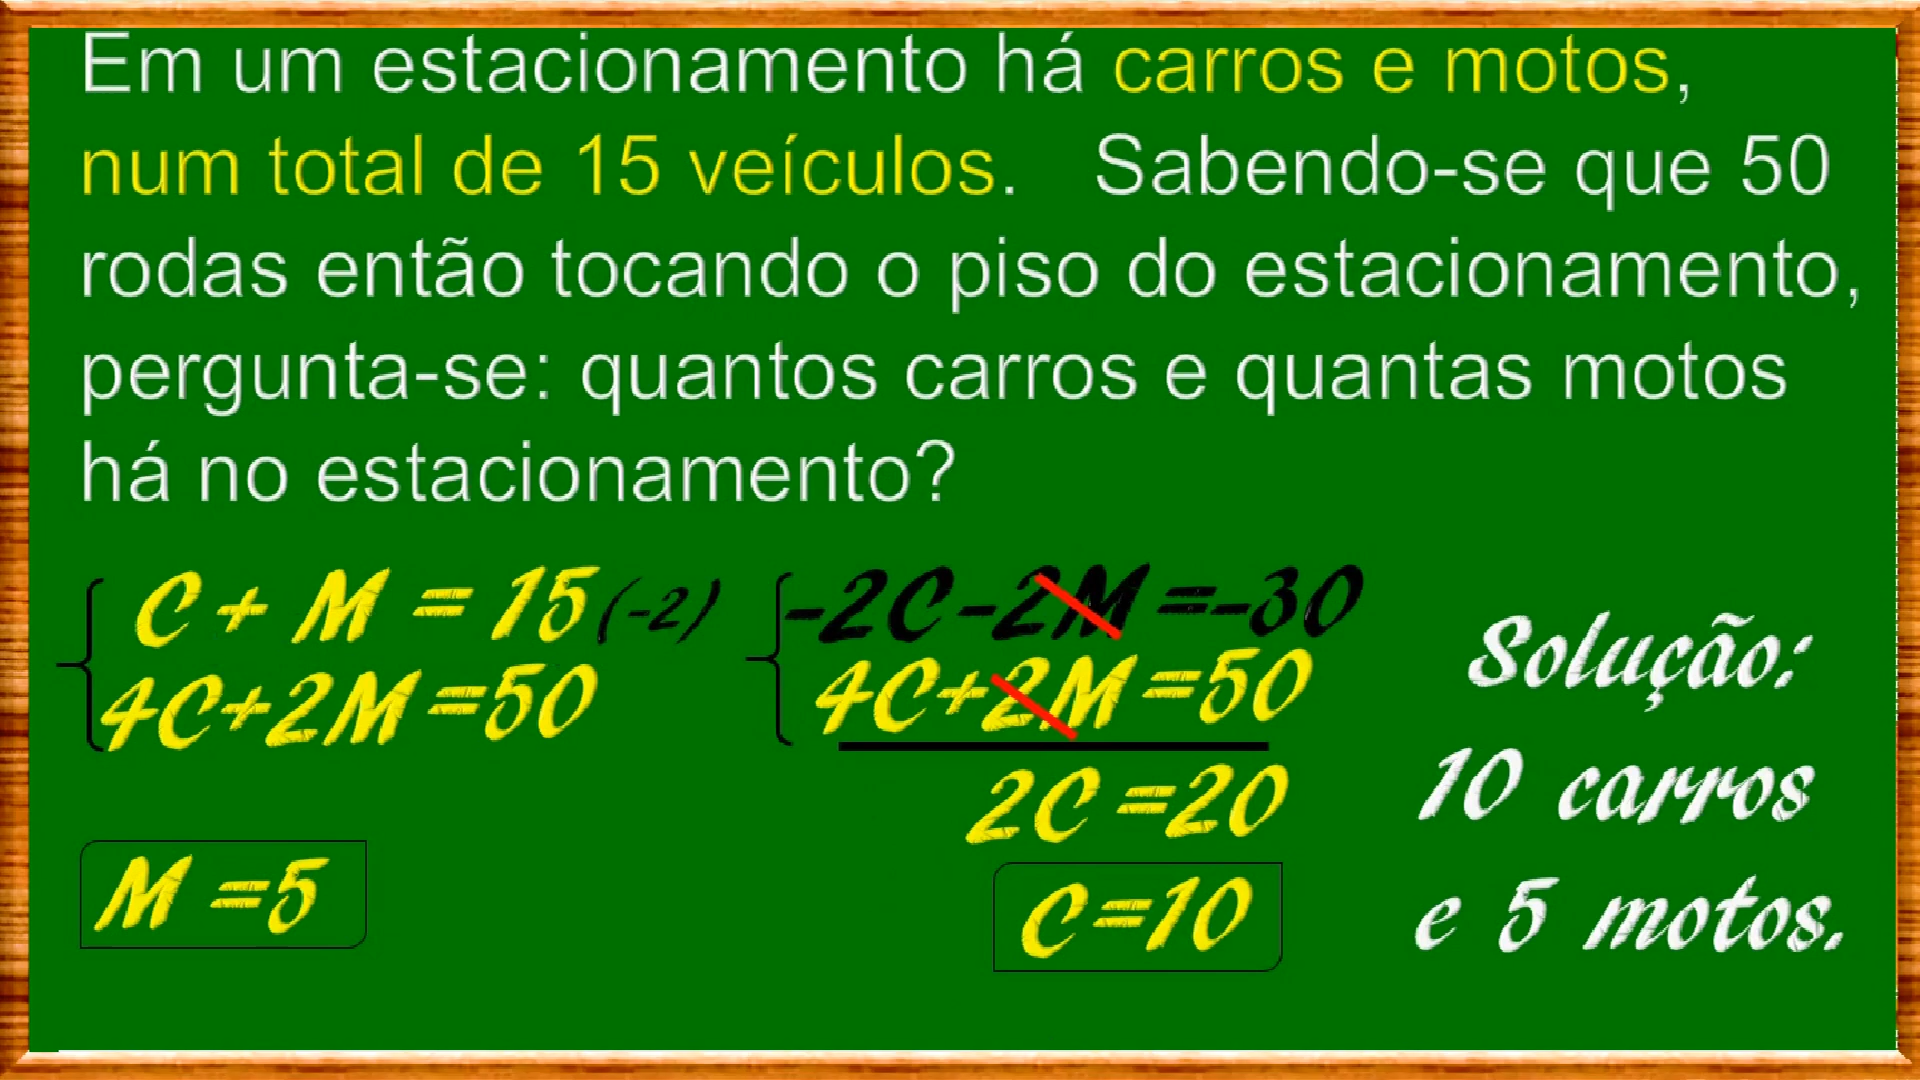 Em um estacionamento há carros e motos,
num total de 15 veículos. Sabendo-se que 50
rodas então tocando o piso do estacionamento,
pergunta-se: quantos carros e quantas motos
há no estacionamento?
C + M = 15 (-2)
4C+2M=50
M =5
-2C-2M =-30
4C+2M=50
2C =20
C=10
Solução:
10 carros
e 5 motos.